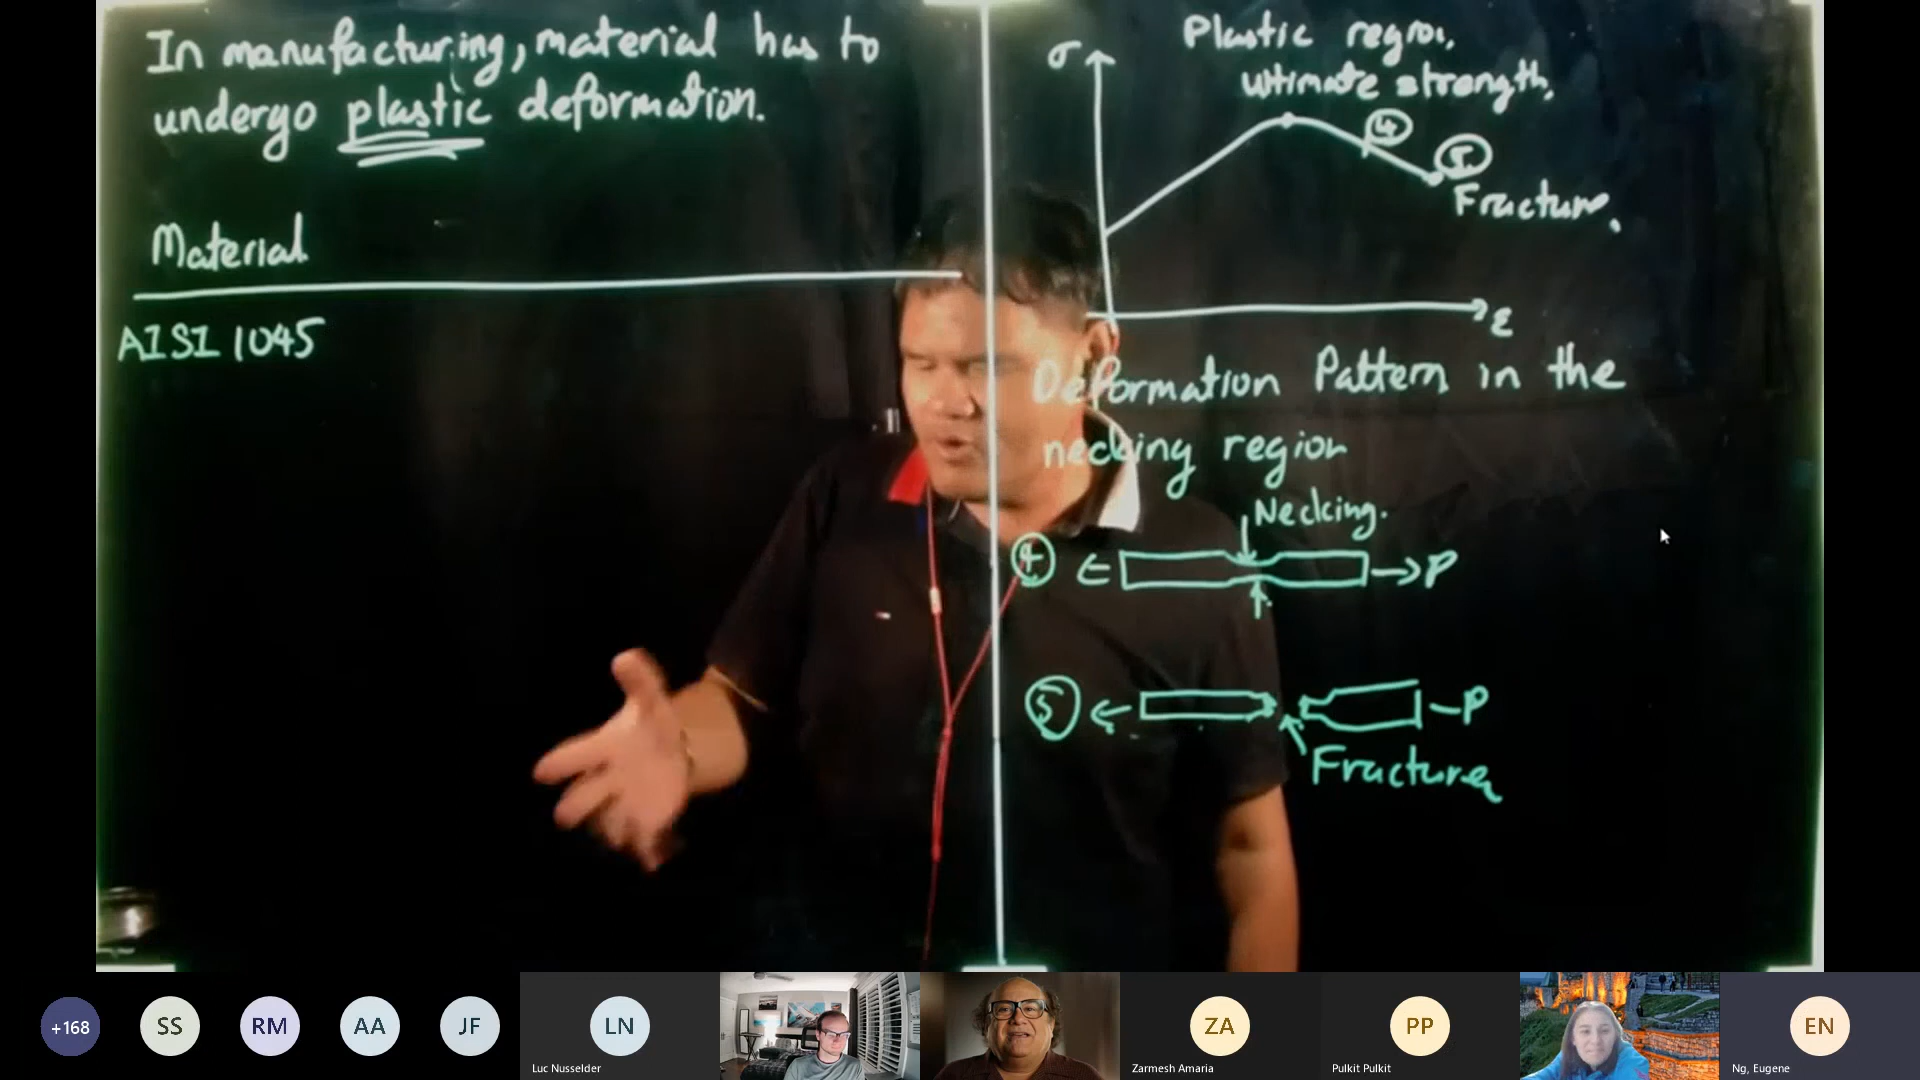 In manufacturing, material has to
undergo plastic deformation.
Material
AISI 1045
σ
Plastic region.
ultimate strength.
4
5
Fracture.
ε
Deformation Pattern in the
necking region
Necking.
4
P
5
P
Fracture
+168
SS
RM
AA
JF
LN
Luc Nusselder
ZA
Zarmesh Amaria
PP
Pulkit Pulkit
EN
Ng, Eugene